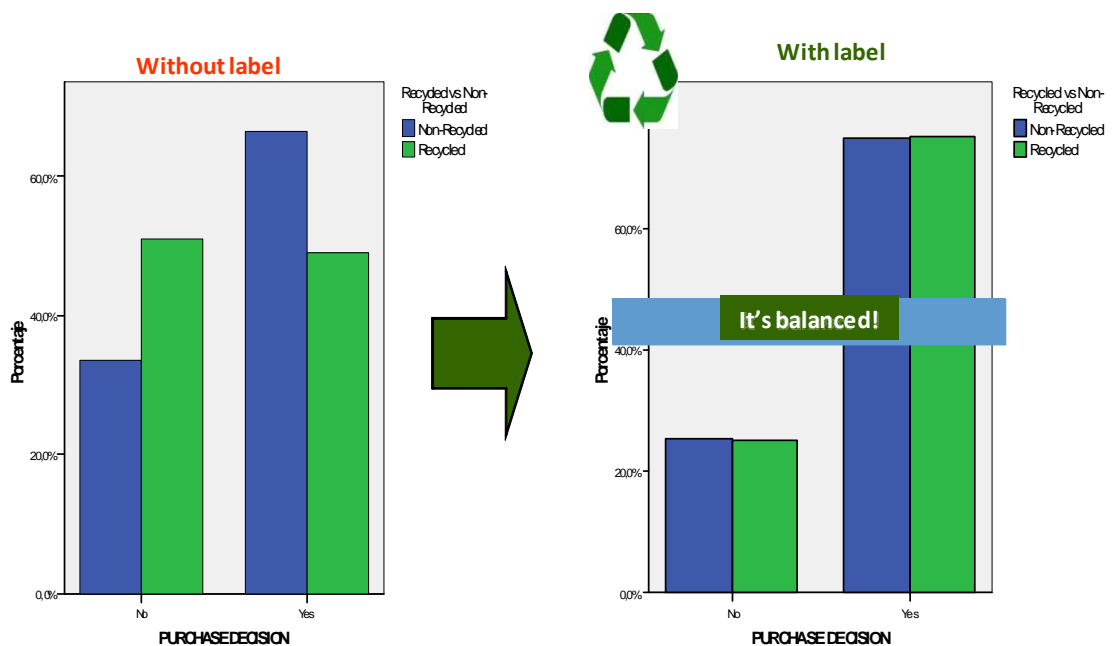 Without label
Recycled vs Non-
Recycled
Non-Recycled
Recycled
60,0%
40,0%
20,0%
0,0%
Porcentaje
No
Yes
PURCHASE DECISION
With label
Recycled vs Non-
Recycled
Non-Recycled
Recycled
60,0%
40,0%
20,0%
0,0%
Porcentaje
It's balanced!
No
Yes
PURCHASE DECISION